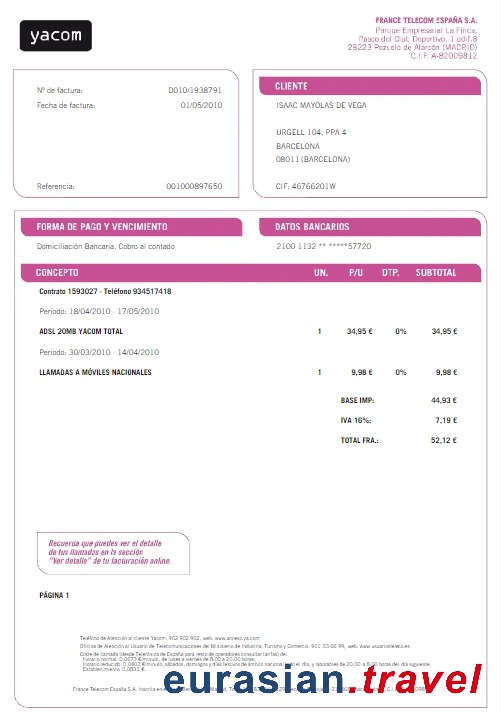 yacom
FRANCE TELECOM ESPAÑA S.A.
Parque Empresarial La Finca,
Paseo del Club Deportivo, 1 edif.8
28223 Pozuelo de Alarcón (MADRID)
C.I.F. A-82009812
Nº de factura: D010/1938791
Fecha de factura: 01/05/2010
Referencia: 001000897650
CLIENTE
ISAAC MAYOLAS DE VEGA
URGELL 104, PPA 4
BARCELONA
08011 (BARCELONA)
CIF: 46766201W
FORMA DE PAGO Y VENCIMIENTO
Domiciliación Bancaria, Cobro al contado
DATOS BANCARIOS
2100 1132 ** *****57720
CONCEPTO UN. P/U DTP. SUBTOTAL
Contrato 1593027 - Teléfono 934517418
Periodo: 18/04/2010 - 17/05/2010
ADSL 20MB YACOM TOTAL 1 34,95 € 0% 34,95 €
Periodo: 30/03/2010 - 14/04/2010
LLAMADAS A MÓVILES NACIONALES 1 9,98 € 0% 9,98 €
BASE IMP: 44,93 €
IVA 16%: 7,19 €
TOTAL FRA.: 52,12 €
Recuerda que puedes ver el detalle
de tus llamadas en la sección
"Ver detalle" de tu facturación online.
PÁGINA 1
Teléfono de Atención al cliente Yacom: 902 902 902, web: www.acceso.ya.com
Oficina de Atención al Usuario de Telecomunicaciones del Ministerio de Industria, Turismo y Comercio. 901 33 66 99, web: www.usuariosteleco.es
Coste de llamada (desde Telefónica de España para resto de operadores consultar tarifas) de:
Horario normal. 0,0673 €/minuto, de lunes a viernes de 8:00 a 20:00 horas.
Horario reducido. 0,0403 €/minuto, sábados, domingos y días festivos de ámbito nacional todo el día, y laborables de 20:00 a 8:00 horas del día siguiente.
Establecimiento. 0,0833 €.
France Telecom España S.A. Inscrita en el
eurasian.travel